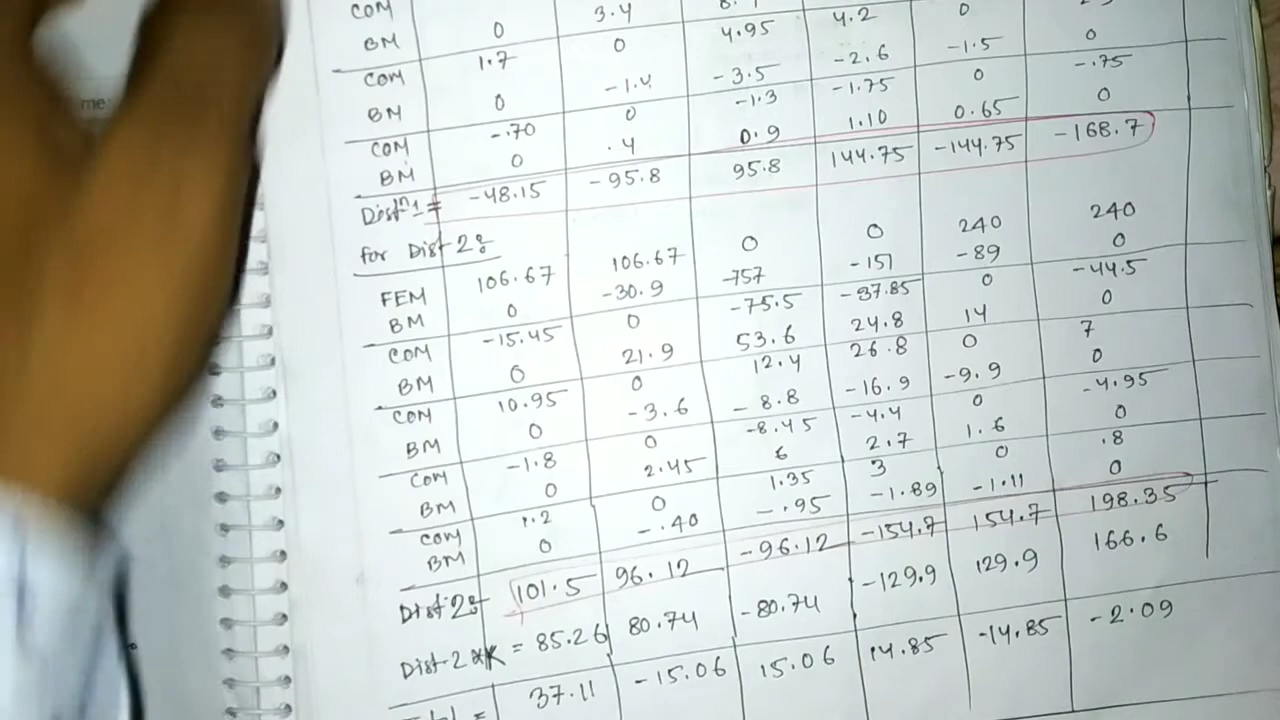 COM 3.4
BM 0 0 4.95 4.2 0
COM 1.7 -1.4 -3.5 -2.6 -1.5 0
BM 0 0 -1.3 -1.75 0 -.75
COM -.70 .4 0.9 1.10 0.65 0
BM 0
Distⁿ1 = -48.15 -95.8 95.8 144.75 -144.75 -168.7
for Dist 2:
FEM 106.67 106.67 0 0 240 240
BM 0 -30.9 -757 -151 -89 0
COM -15.45 0 -75.5 -37.85 0 -44.5
BM 0 21.9 53.6 24.8 14 0
COM 10.95 0 12.4 26.8 0 7
BM 0 -3.6 -8.8 -16.9 -9.9 0
COM -1.8 0 -8.45 -4.4 0 -4.95
BM 0 2.45 6 2.7 1.6 0
COM 1.2 0 1.35 3 0 .8
BM 0 -.40 -.95 -1.89 -1.11 0
Dist 2: 101.5 96.12 -96.12 -154.7 154.7 198.35
Dist-2 *K = 85.26 80.74 -80.74 -129.9 129.9 166.6
= 37.11 -15.06 15.06 14.85 -14.85 -2.09
me: